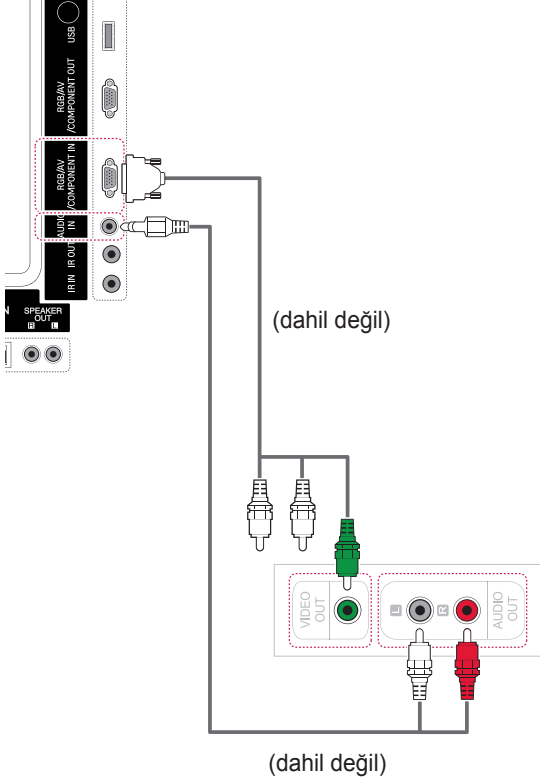 USB
RGB/AV
/COMPONENT OUT
RGB/AV
/COMPONENT IN
AUDIO
IN
IR OUT
IR IN
N
SPEAKER
OUT
R L
(dahil değil)
VIDEO
OUT
L
R
AUDIO
OUT
(dahil değil)